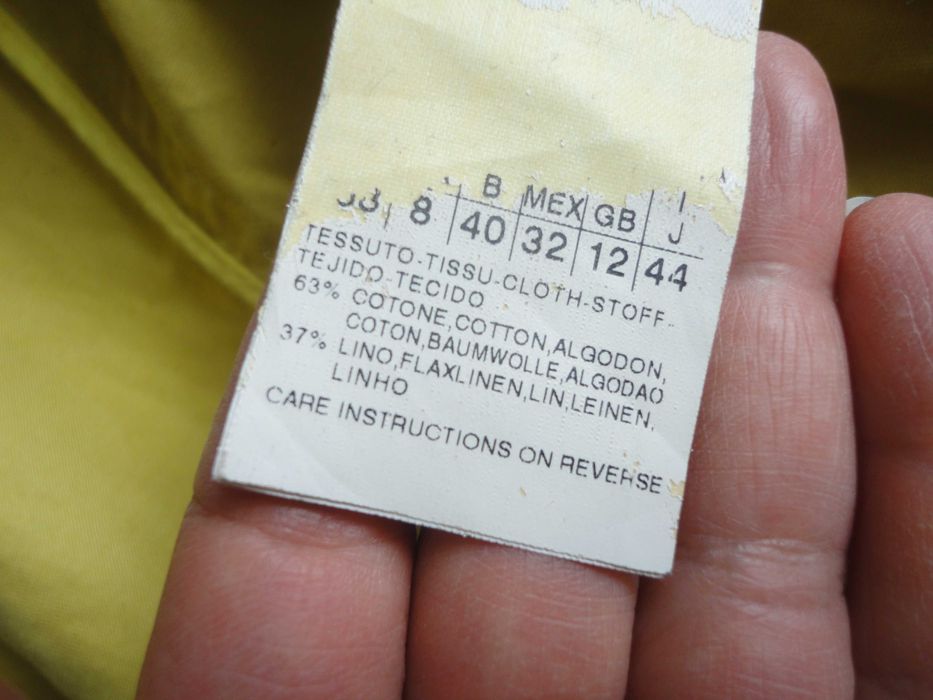 B MEX GB I
8 40 32 12 J 44
TESSUTO-TISSU-CLOTH-STOFF-
TEJIDO-TECIDO
63% COTONE,COTTON,ALGODON,
COTON,BAUMWOLLE,ALGODAO
37% LINO,FLAXLINEN,LIN,LEINEN,
LINHO
CARE INSTRUCTIONS ON REVERSE